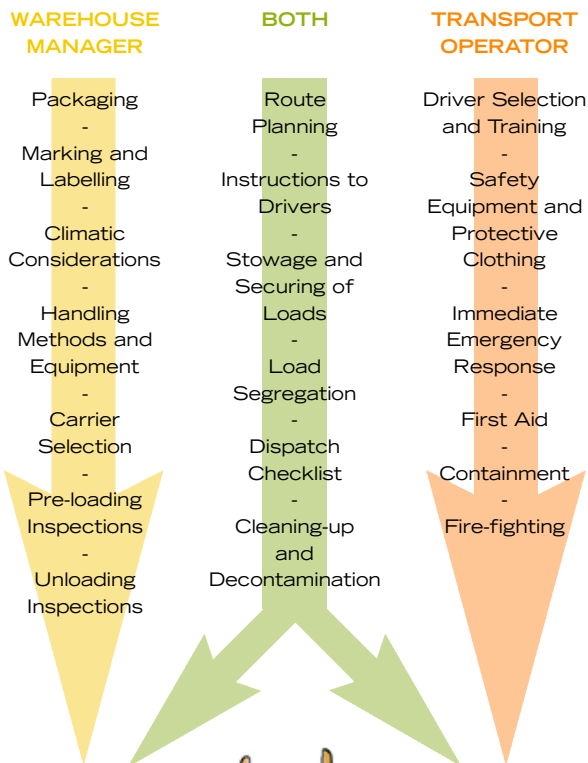 WAREHOUSE
MANAGER
Packaging
-
Marking and
Labelling
-
Climatic
Considerations
-
Handling
Methods and
Equipment
-
Carrier
Selection
-
Pre-loading
Inspections
-
Unloading
Inspections
BOTH
Route
Planning
-
Instructions to
Drivers
-
Stowage and
Securing of
Loads
-
Load
Segregation
-
Dispatch
Checklist
-
Cleaning-up
and
Decontamination
TRANSPORT
OPERATOR
Driver Selection
and Training
-
Safety
Equipment and
Protective
Clothing
-
Immediate
Emergency
Response
-
First Aid
-
Containment
-
Fire-fighting